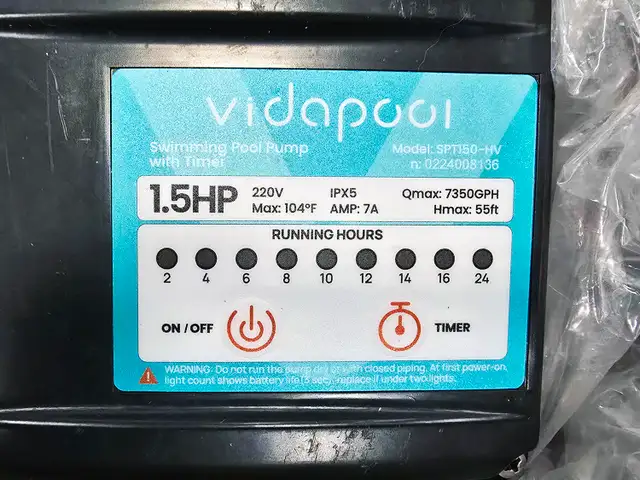 vidapool
Swimming Pool Pump
with Timer
Model: SPT150-HV
n: 0224008136
1.5HP
220V IPX5 Qmax: 7350GPH
Max: 104°F AMP: 7A Hmax: 55ft
RUNNING HOURS
2 4 6 8 10 12 14 16 24
ON / OFF
TIMER
WARNING: Do not run the pump dry or with closed piping. At first power-on,
light count shows battery life (5 sec), replace if under two lights.